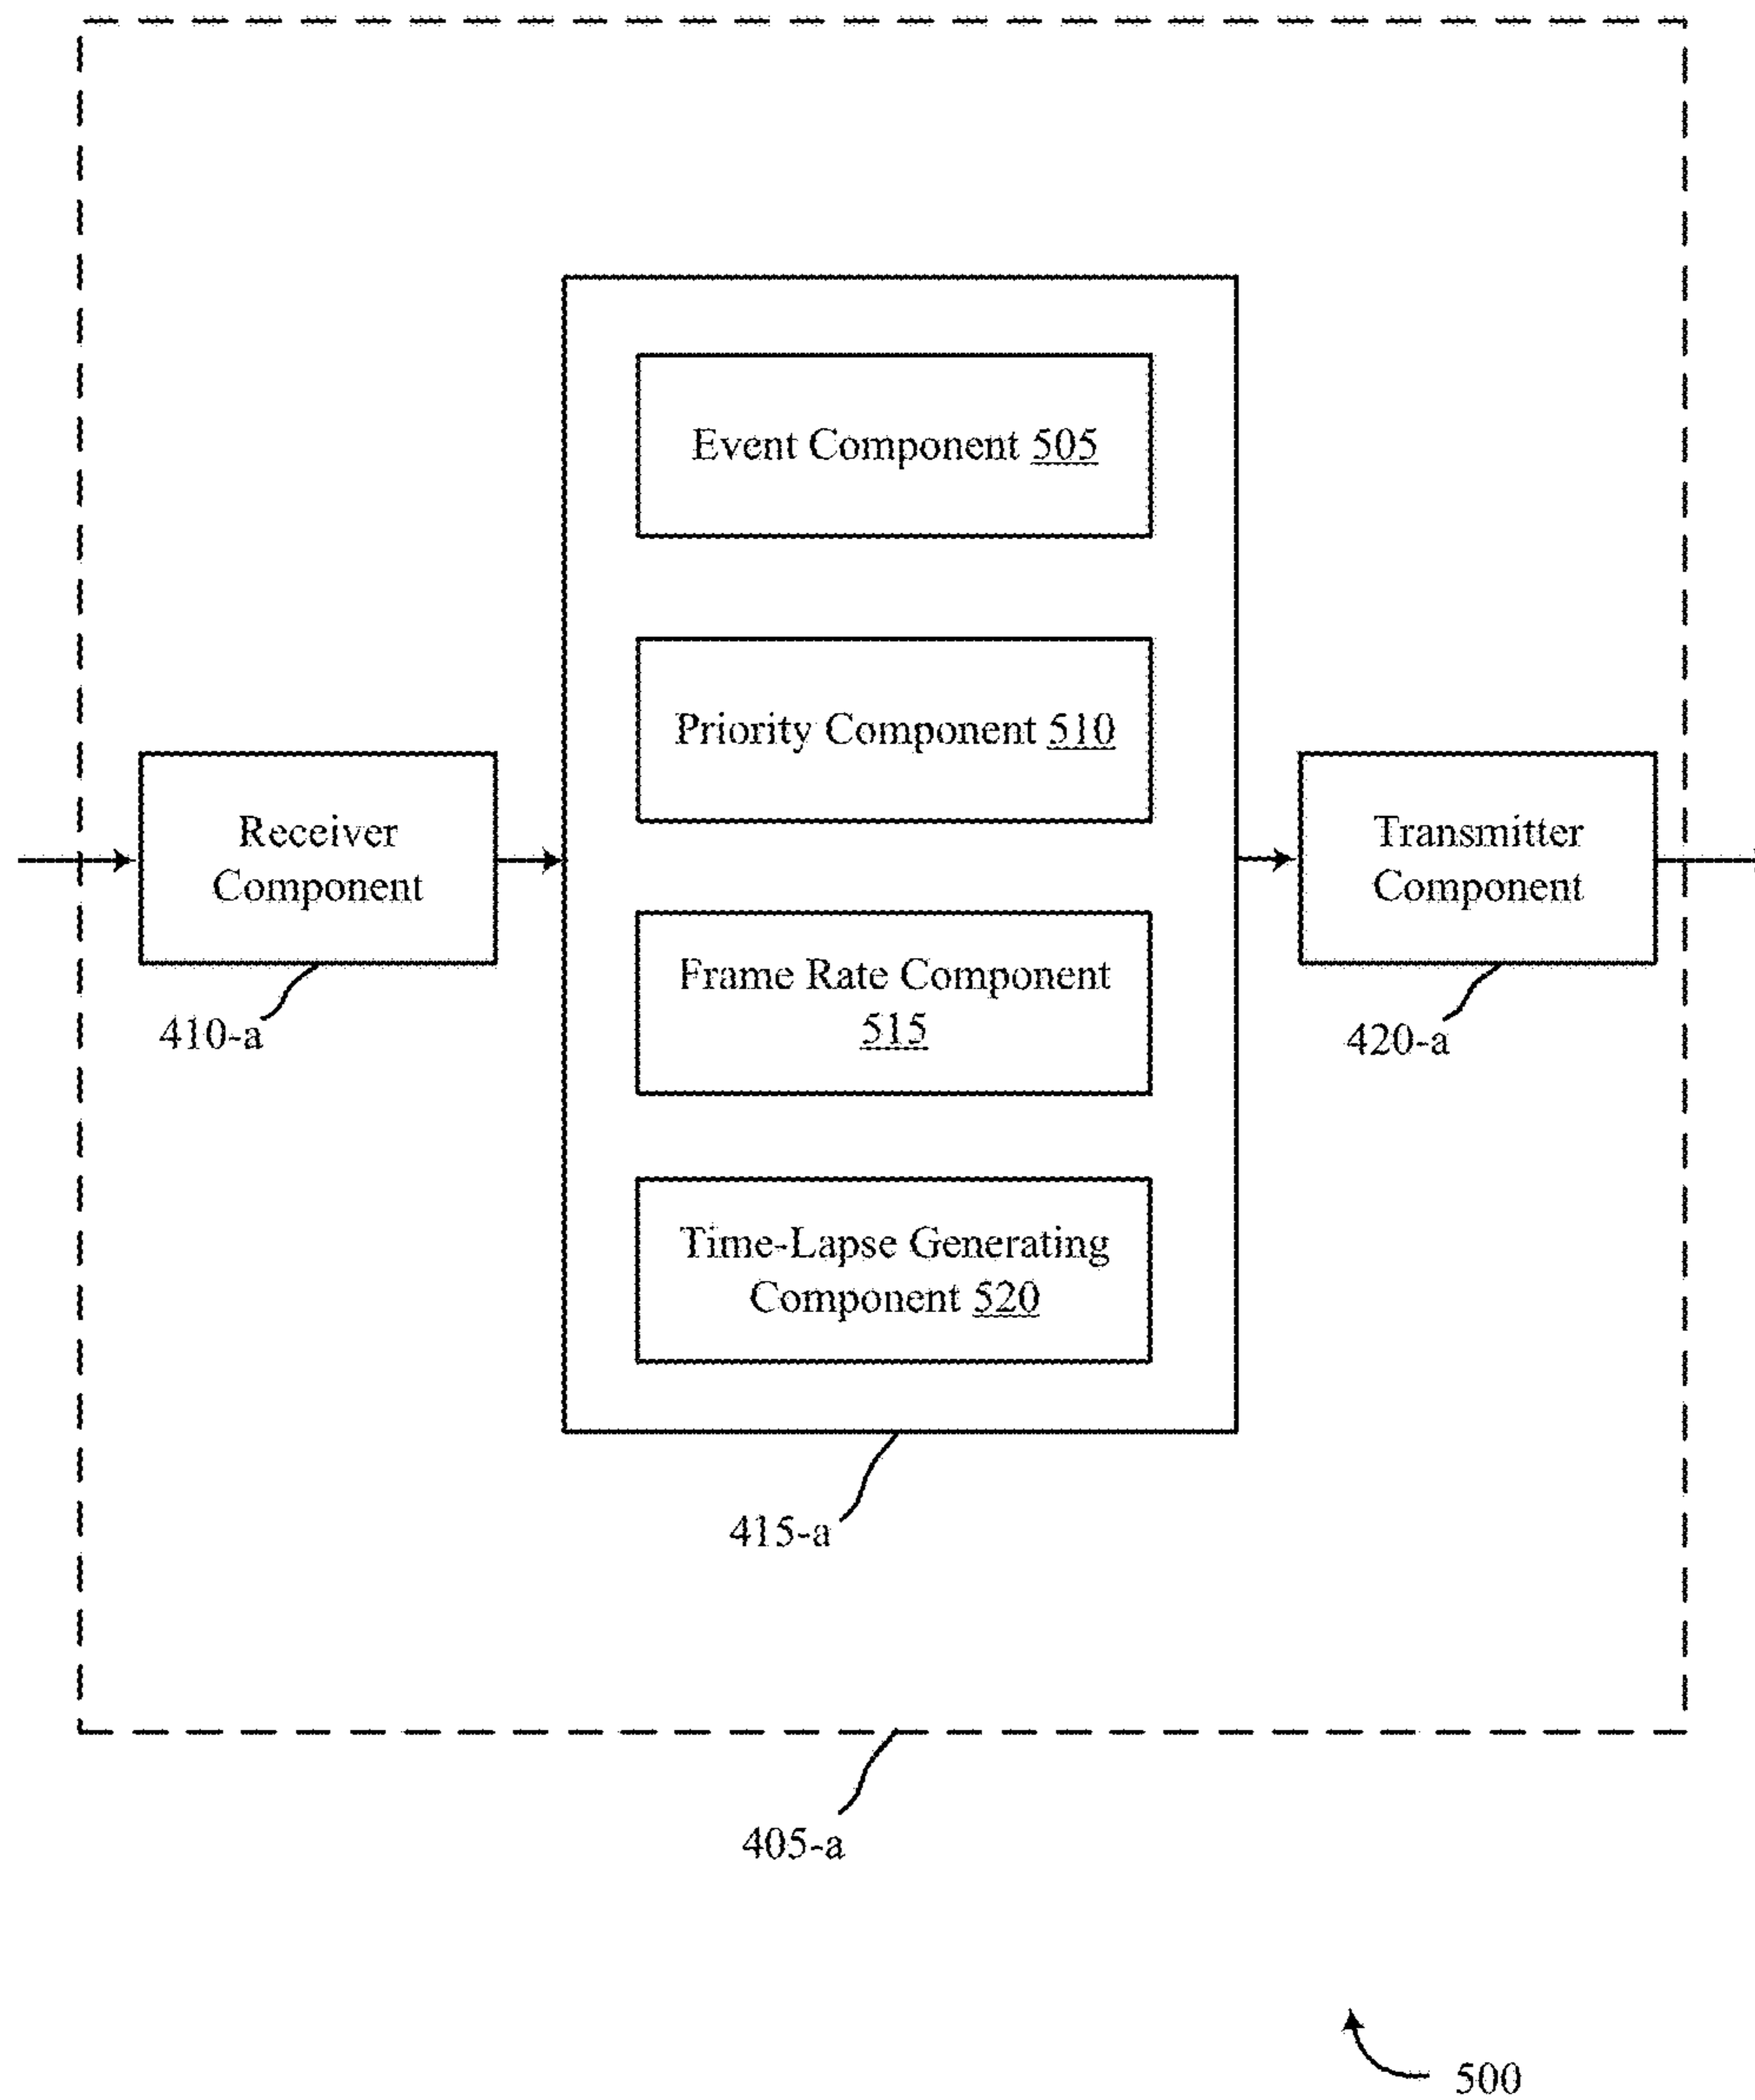 Event Component 505
Priority Component 510
Receiver
Component
Transmitter
Component
Frame Rate Component
515
410-a
420-a
Time-Lapse Generating
Component 520
415-a
405-a
500